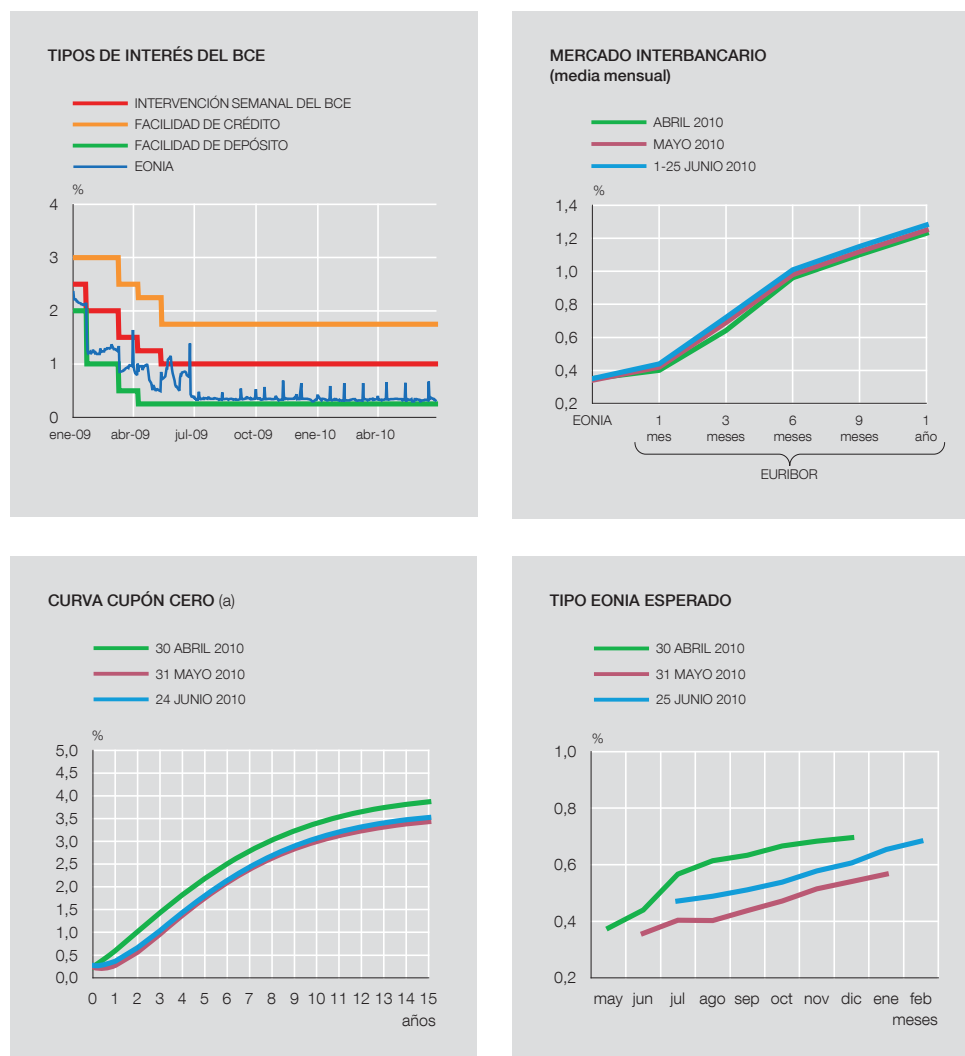 TIPOS DE INTERÉS DEL BCE
INTERVENCIÓN SEMANAL DEL BCE
FACILIDAD DE CRÉDITO
FACILIDAD DE DEPÓSITO
EONIA
%
4
3
2
1
0
ene-09 abr-09 jul-09 oct-09 ene-10 abr-10
MERCADO INTERBANCARIO
(media mensual)
ABRIL 2010
MAYO 2010
1-25 JUNIO 2010
%
1,4
1,2
1,0
0,8
0,6
0,4
0,2
EONIA 1 3 6 9 1
mes meses meses meses año
EURIBOR
CURVA CUPÓN CERO (a)
30 ABRIL 2010
31 MAYO 2010
24 JUNIO 2010
%
5,0
4,5
4,0
3,5
3,0
2,5
2,0
1,5
1,0
0,5
0,0
0 1 2 3 4 5 6 7 8 9 10 11 12 13 14 15
años
TIPO EONIA ESPERADO
30 ABRIL 2010
31 MAYO 2010
25 JUNIO 2010
%
1,0
0,8
0,6
0,4
0,2
may jun jul ago sep oct nov dic ene feb
meses